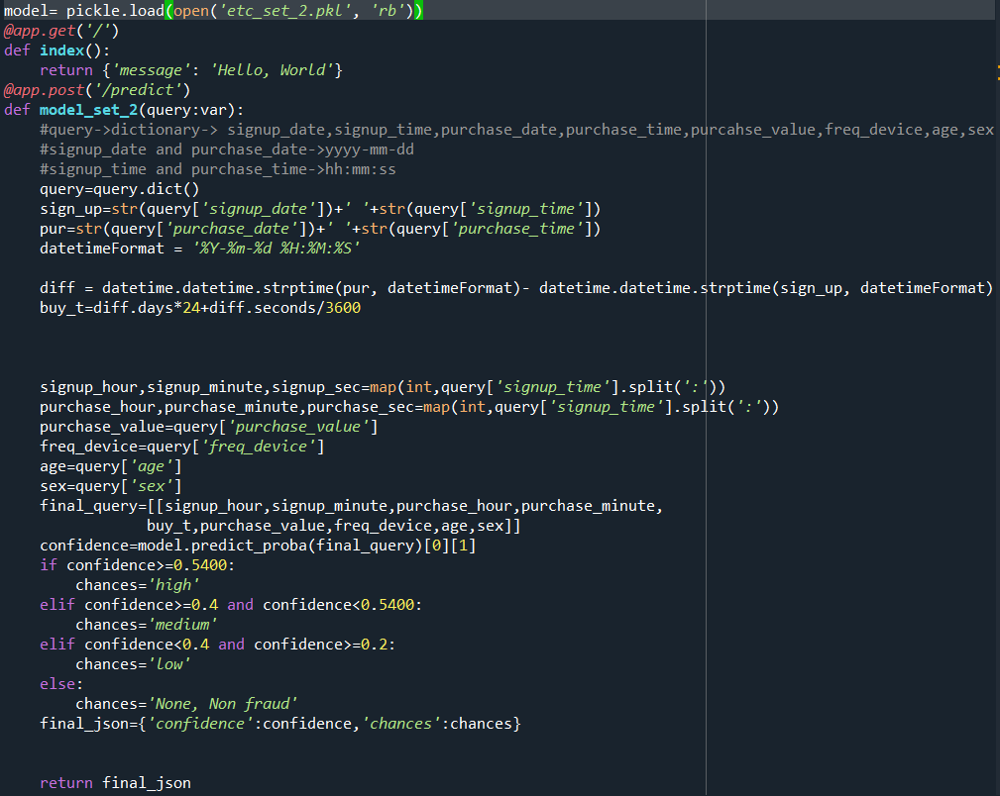 model= pickle.load(open('etc_set_2.pkl', 'rb'))
@app.get('/')
def index():
    return {'message': 'Hello, World'}
@app.post('/predict')
def model_set_2(query:var):
    #query->dictionary-> signup_date,signup_time,purchase_date,purchase_time,purcahse_value,freq_device,age,sex
    #signup_date and purchase_date->yyyy-mm-dd
    #signup_time and purchase_time->hh:mm:ss
    query=query.dict()
    sign_up=str(query['signup_date'])+' '+str(query['signup_time'])
    pur=str(query['purchase_date'])+' '+str(query['purchase_time'])
    datetimeFormat = '%Y-%m-%d %H:%M:%S'
    diff = datetime.datetime.strptime(pur, datetimeFormat)- datetime.datetime.strptime(sign_up, datetimeFormat)
    buy_t=diff.days*24+diff.seconds/3600
    signup_hour,signup_minute,signup_sec=map(int,query['signup_time'].split(':'))
    purchase_hour,purchase_minute,purchase_sec=map(int,query['signup_time'].split(':'))
    purchase_value=query['purchase_value']
    freq_device=query['freq_device']
    age=query['age']
    sex=query['sex']
    final_query=[[signup_hour,signup_minute,purchase_hour,purchase_minute,
                buy_t,purchase_value,freq_device,age,sex]]
    confidence=model.predict_proba(final_query)[0][1]
    if confidence>=0.5400:
        chances='high'
    elif confidence>=0.4 and confidence<0.5400:
        chances='medium'
    elif confidence<0.4 and confidence>=0.2:
        chances='low'
    else:
        chances='None, Non fraud'
    final_json={'confidence':confidence,'chances':chances}
    return final_json